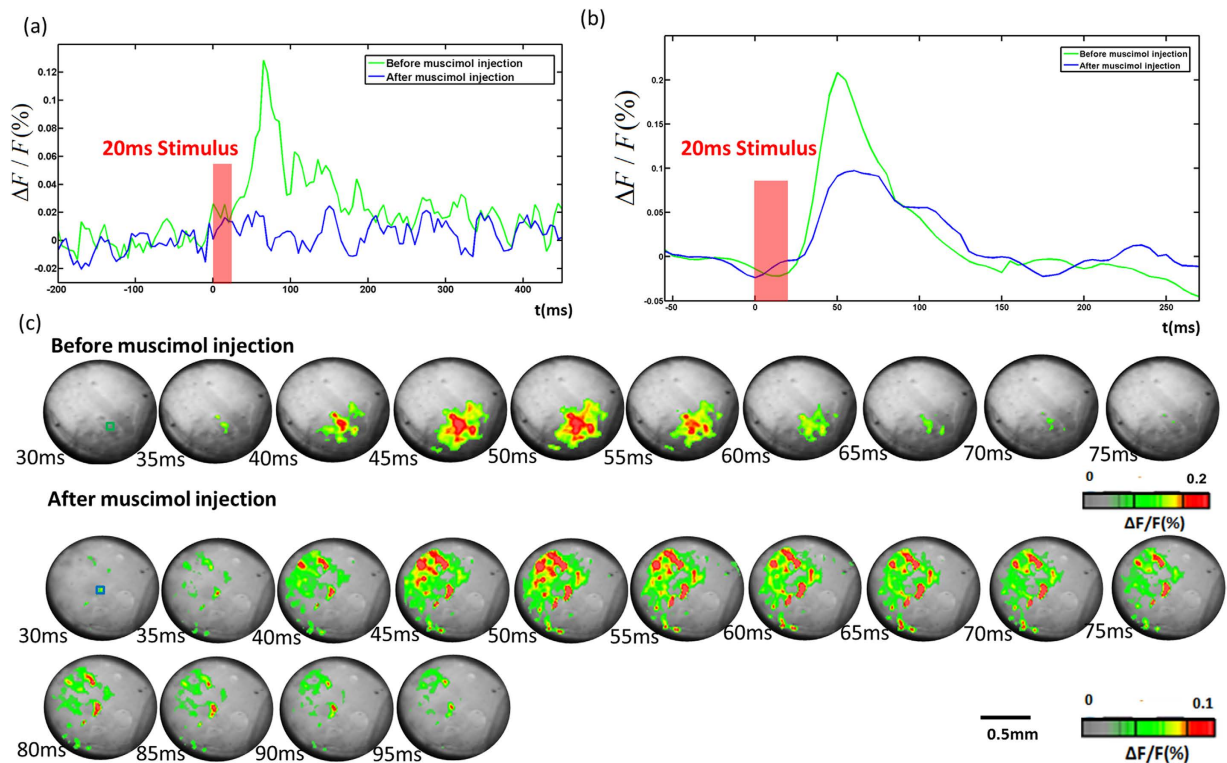 (a)
Before muscimol injection
After muscimol injection
20ms Stimulus
ΔF / F(%)
0.12
0.1
0.08
0.06
0.04
0.02
0
-0.02
-200 -100 0 100 200 300 400
t(ms)
(b)
Before muscimol injection
After muscimol injection
20ms Stimulus
ΔF / F(%)
0.2
0.15
0.1
0.05
0
-0.05
-50 0 50 100 150 200 250
t(ms)
(c)
Before muscimol injection
30ms 35ms 40ms 45ms 50ms 55ms 60ms 65ms 70ms 75ms
0 - 0.2
ΔF/F(%)
After muscimol injection
30ms 35ms 40ms 45ms 50ms 55ms 60ms 65ms 70ms 75ms
80ms 85ms 90ms 95ms
0.5mm
0 - 0.1
ΔF/F(%)